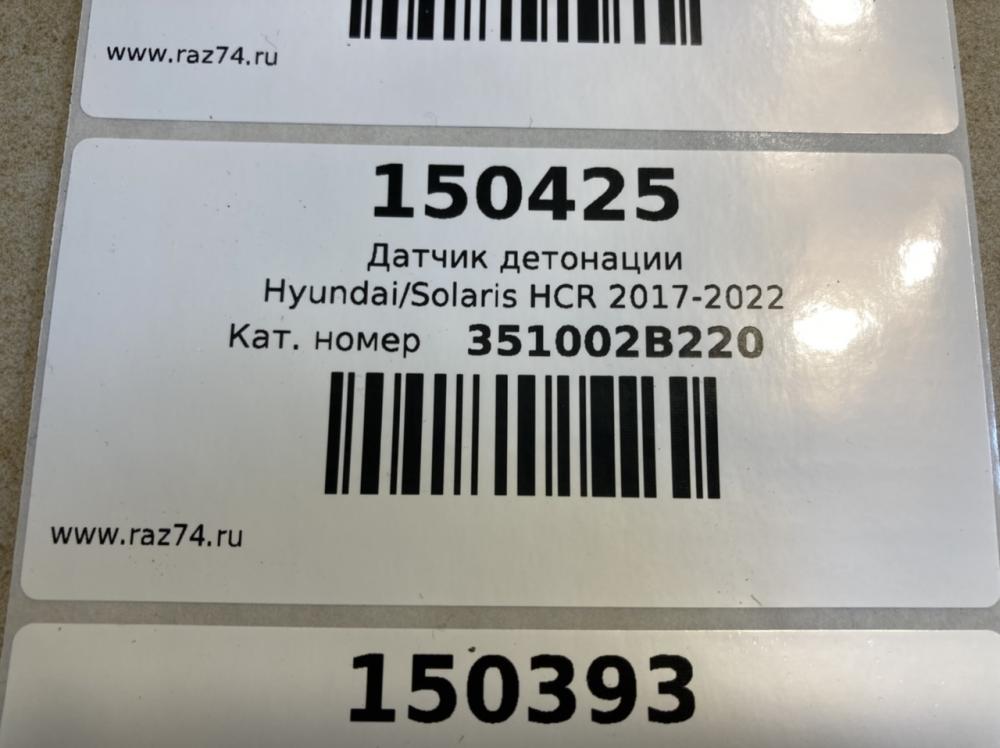 www.raz74.ru
150425
Датчик детонации
Hyundai/Solaris HCR 2017-2022
Кат. номер 351002B220
www.raz74.ru
150393